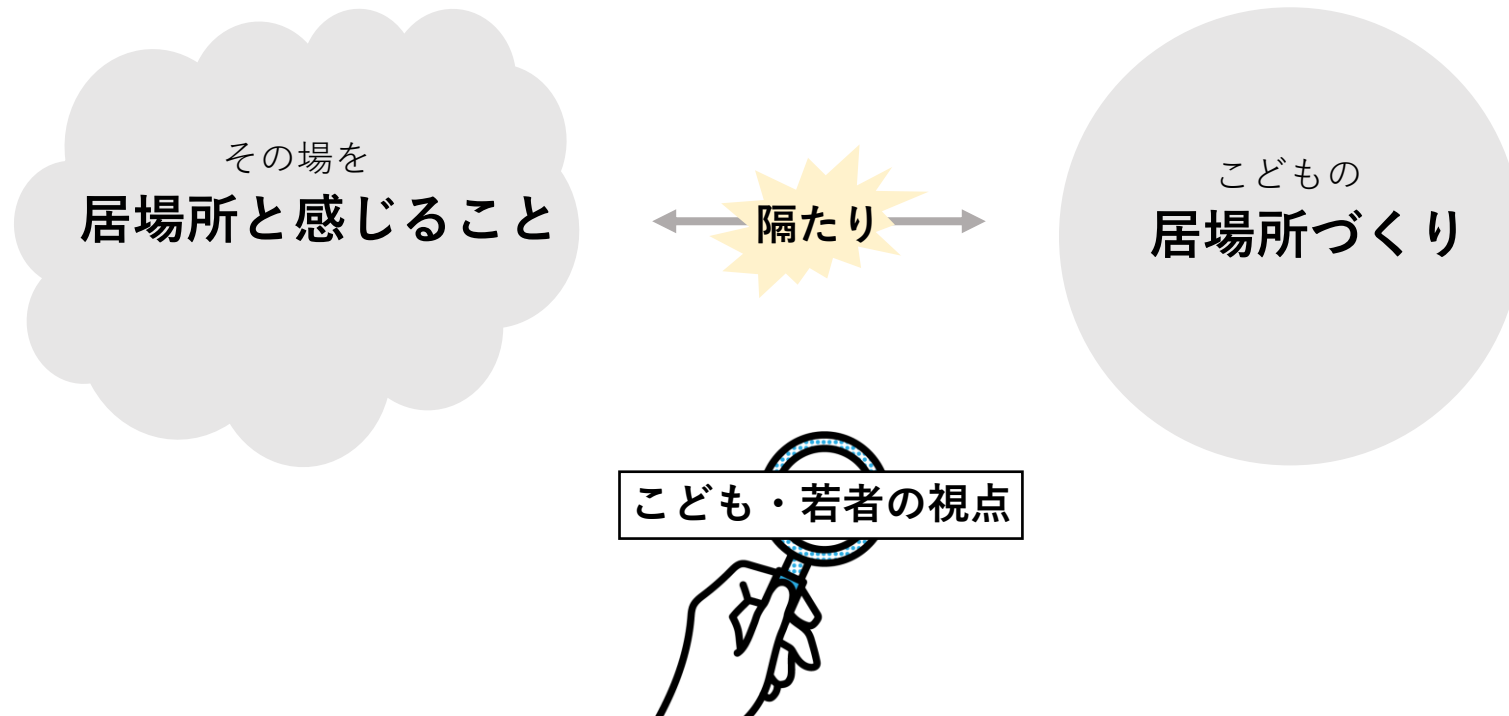 その場を
居場所と感じること
隔たり
こどもの
居場所づくり
こども・若者の視点